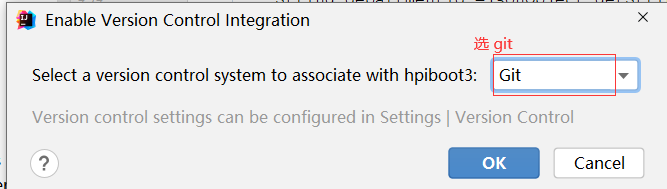 Enable Version Control Integration
选 git
Select a version control system to associate with hpiboot3:
Git
Version control settings can be configured in Settings | Version Control
?
OK
Cancel